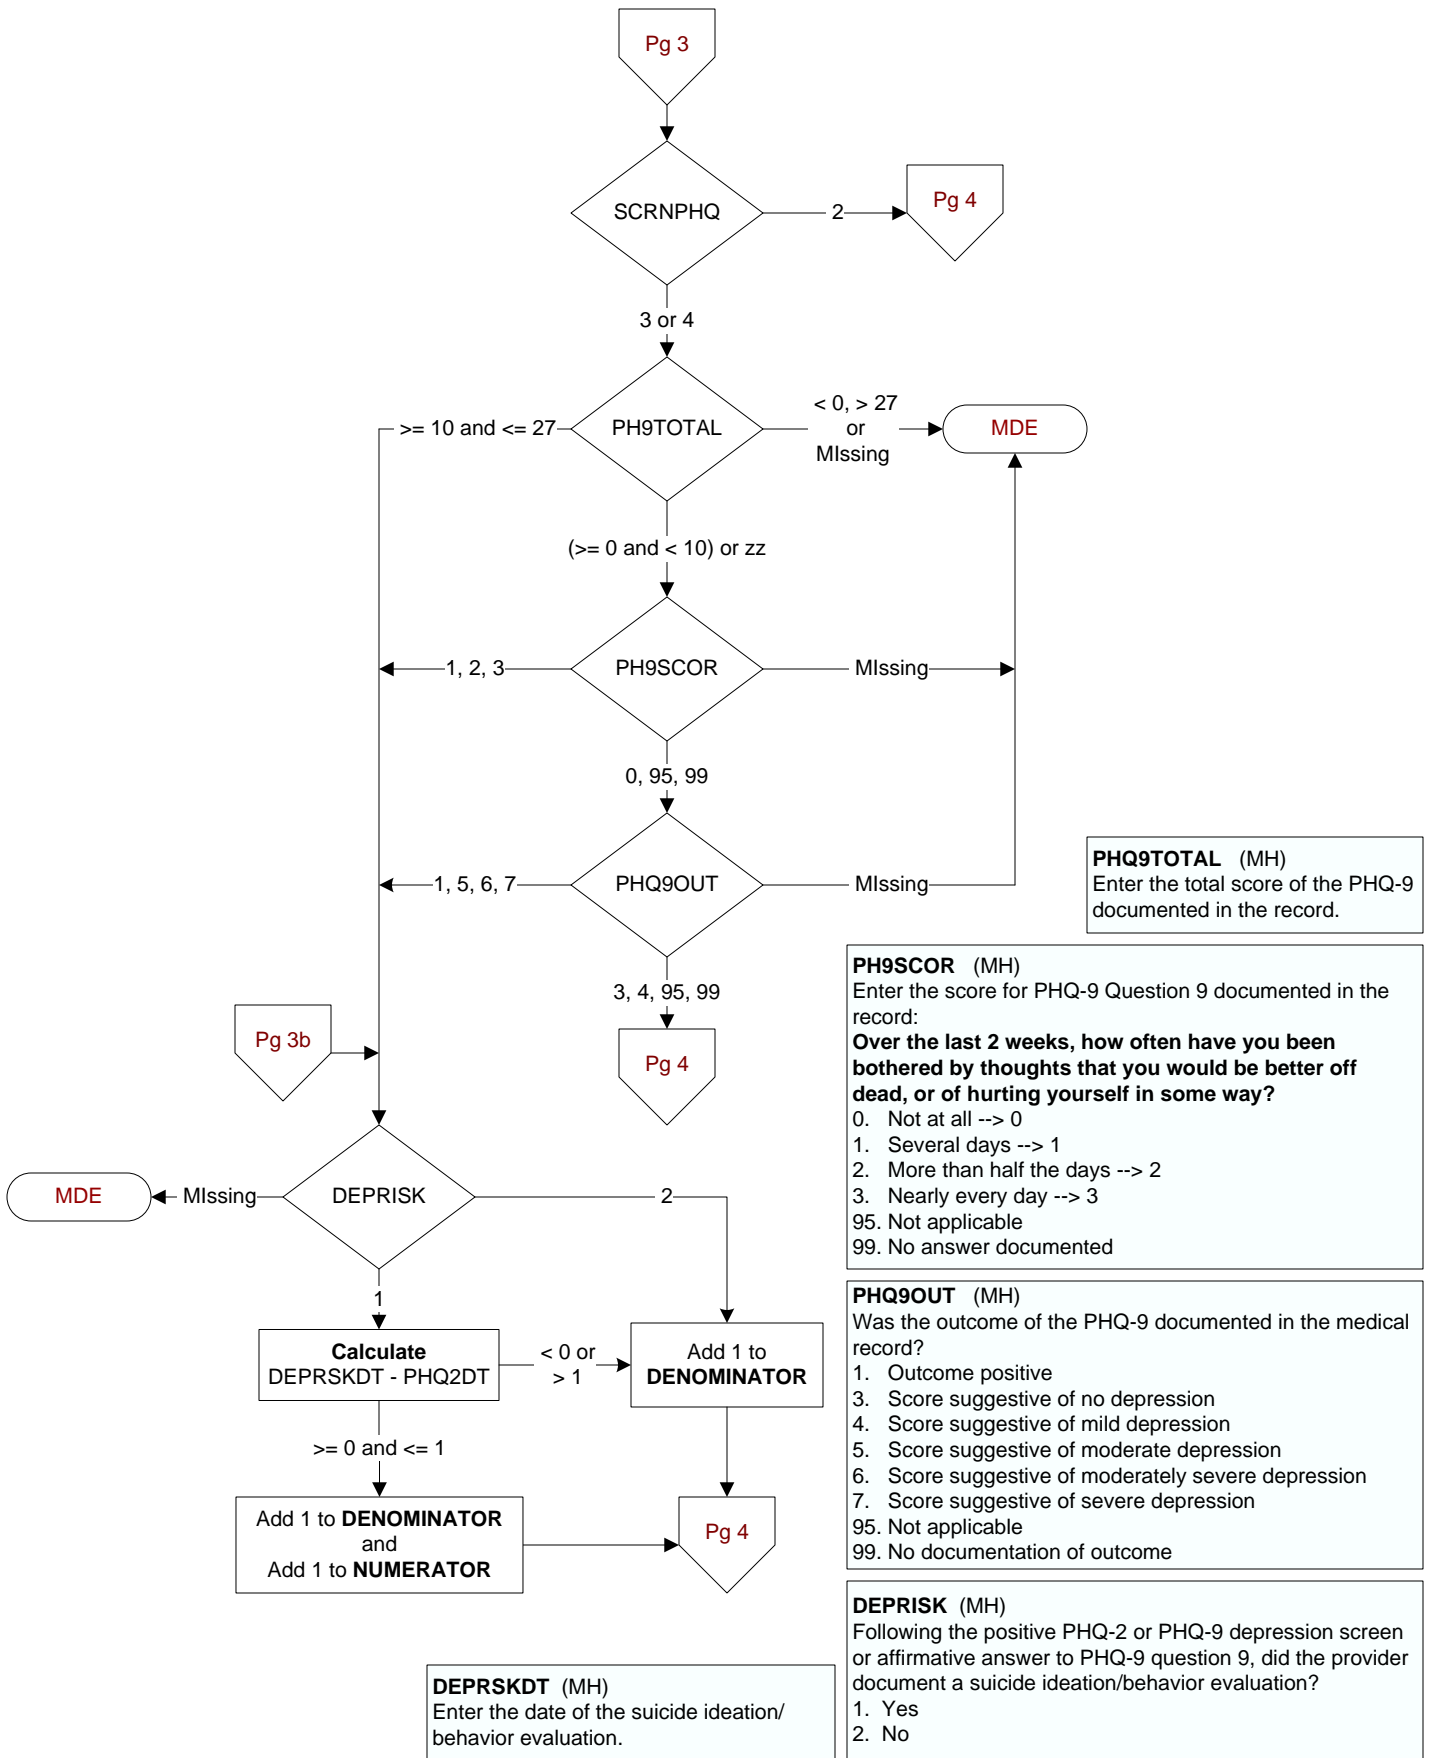 Pg 3
SCRNPHQ
2
Pg 4
3 or 4
PH9TOTAL
>= 10 and <= 27
< 0, > 27
or
MIssing
MDE
(>= 0 and < 10) or zz
PH9SCOR
1, 2, 3
MIssing
0, 95, 99
PHQ9OUT
1, 5, 6, 7
MIssing
3, 4, 95, 99
Pg 4
Pg 3b
DEPRISK
MIssing
MDE
2
1
Calculate
DEPRSKDT - PHQ2DT
< 0 or
> 1
Add 1 to
DENOMINATOR
>= 0 and <= 1
Add 1 to DENOMINATOR
and
Add 1 to NUMERATOR
Pg 4
PHQ9TOTAL (MH)
Enter the total score of the PHQ-9
documented in the record.
PH9SCOR (MH)
Enter the score for PHQ-9 Question 9 documented in the
record:
Over the last 2 weeks, how often have you been
bothered by thoughts that you would be better off
dead, or of hurting yourself in some way?
0. Not at all --> 0
1. Several days --> 1
2. More than half the days --> 2
3. Nearly every day --> 3
95. Not applicable
99. No answer documented
PHQ9OUT (MH)
Was the outcome of the PHQ-9 documented in the medical
record?
1. Outcome positive
3. Score suggestive of no depression
4. Score suggestive of mild depression
5. Score suggestive of moderate depression
6. Score suggestive of moderately severe depression
7. Score suggestive of severe depression
95. Not applicable
99. No documentation of outcome
DEPRISK (MH)
Following the positive PHQ-2 or PHQ-9 depression screen
or affirmative answer to PHQ-9 question 9, did the provider
document a suicide ideation/behavior evaluation?
1. Yes
2. No
DEPRSKDT (MH)
Enter the date of the suicide ideation/
behavior evaluation.